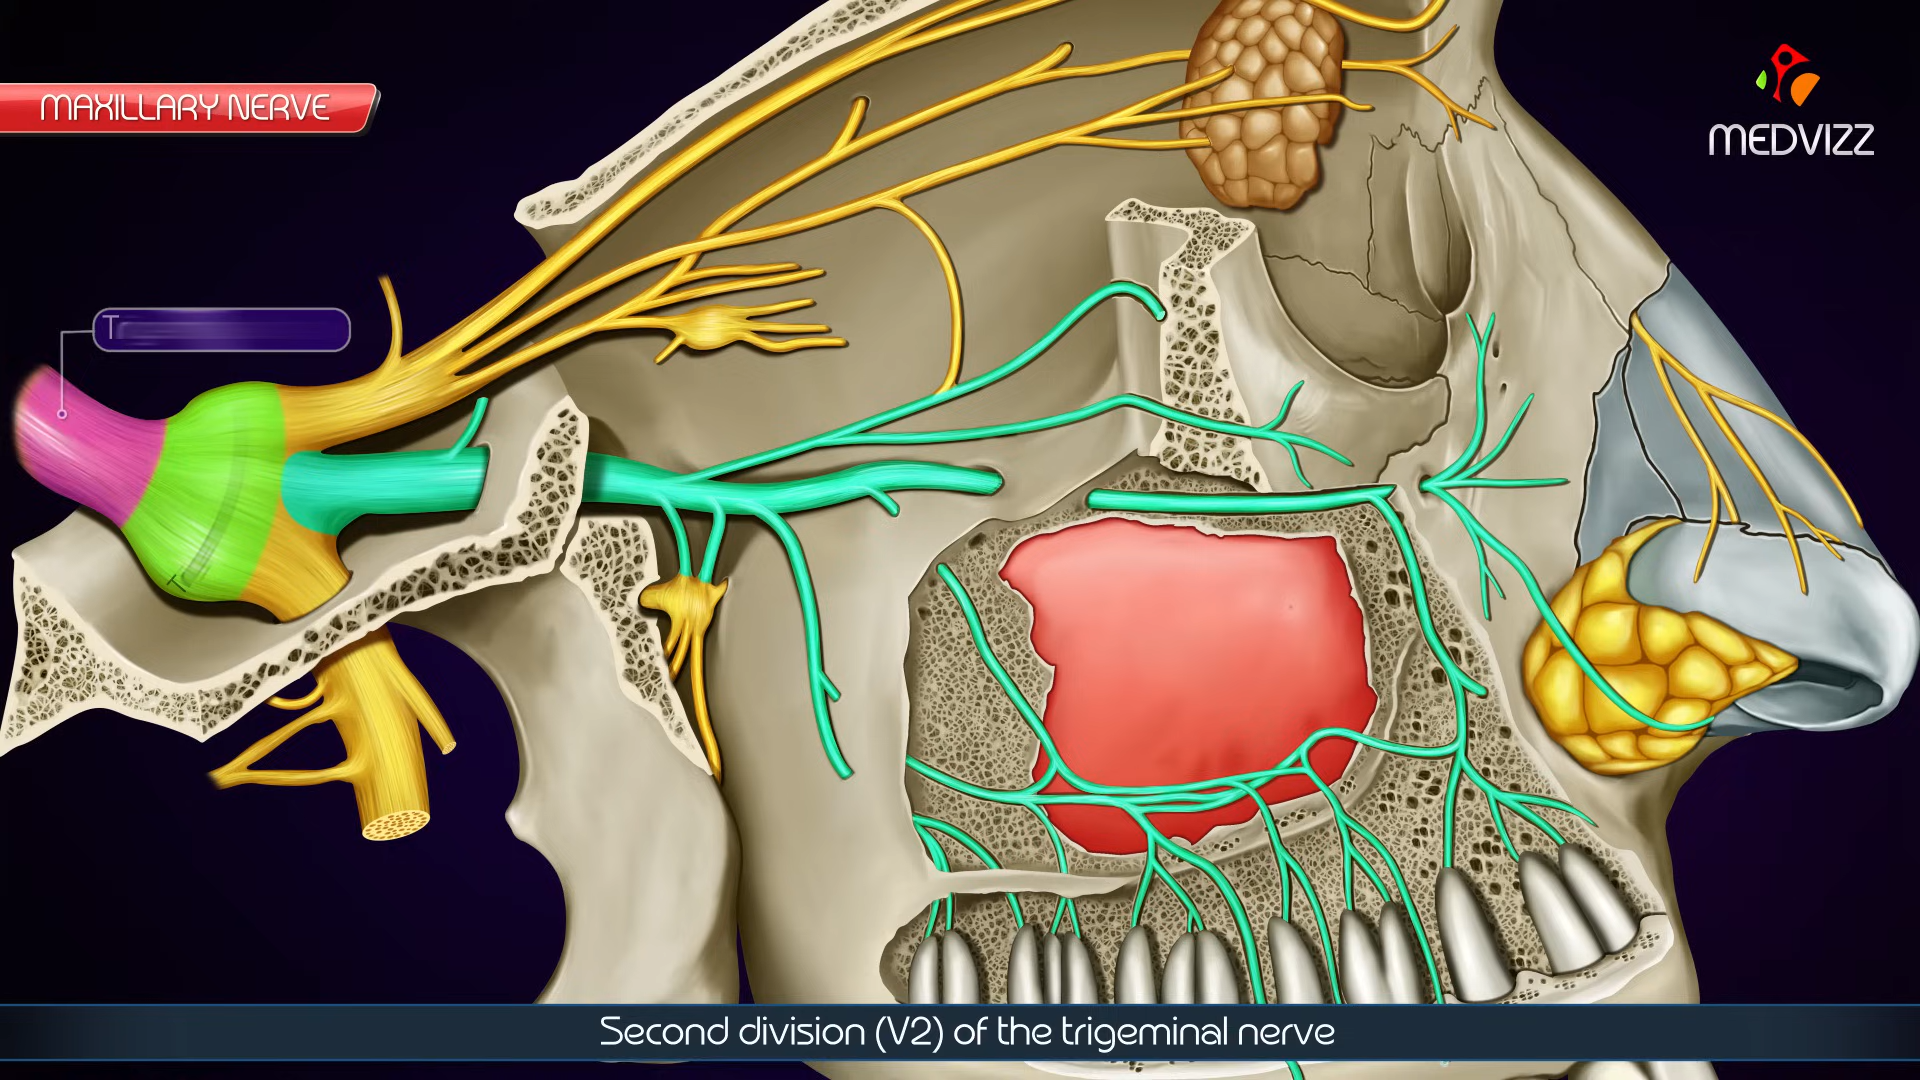 MAXILLARY NERVE
MEDVIZZ
T
Second division (V2) of the trigeminal nerve